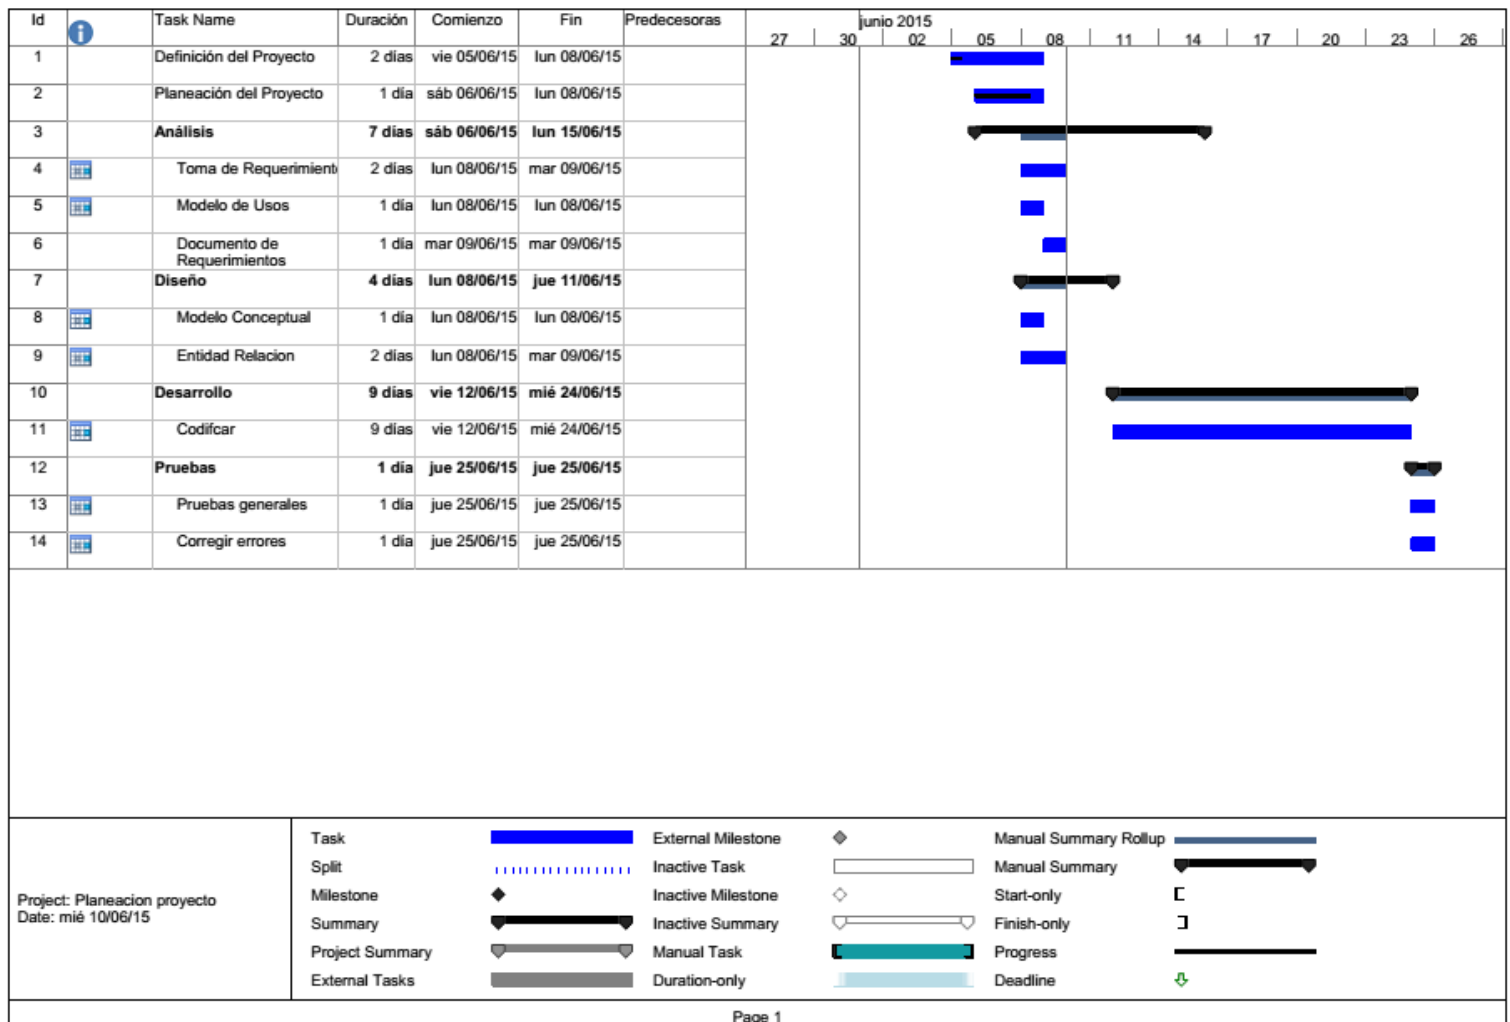 Id Task Name Duración Comienzo Fin Predecesoras junio 2015
27 30 02 05 08 11 14 17 20 23 26
1 Definición del Proyecto 2 días vie 05/06/15 lun 08/06/15
2 Planeación del Proyecto 1 día sáb 06/06/15 lun 08/06/15
3 Análisis 7 días sáb 06/06/15 lun 15/06/15
4 Toma de Requerimient 2 días lun 08/06/15 mar 09/06/15
5 Modelo de Usos 1 día lun 08/06/15 lun 08/06/15
6 Documento de 1 día mar 09/06/15 mar 09/06/15
Requerimientos
7 Diseño 4 días lun 08/06/15 jue 11/06/15
8 Modelo Conceptual 1 día lun 08/06/15 lun 08/06/15
9 Entidad Relacion 2 días lun 08/06/15 mar 09/06/15
10 Desarrollo 9 días vie 12/06/15 mié 24/06/15
11 Codifcar 9 días vie 12/06/15 mié 24/06/15
12 Pruebas 1 día jue 25/06/15 jue 25/06/15
13 Pruebas generales 1 día jue 25/06/15 jue 25/06/15
14 Corregir errores 1 día jue 25/06/15 jue 25/06/15
Project: Planeacion proyecto
Date: mié 10/06/15
Task External Milestone Manual Summary Rollup
Split Inactive Task Manual Summary
Milestone Inactive Milestone Start-only
Summary Inactive Summary Finish-only
Project Summary Manual Task Progress
External Tasks Duration-only Deadline
Page 1